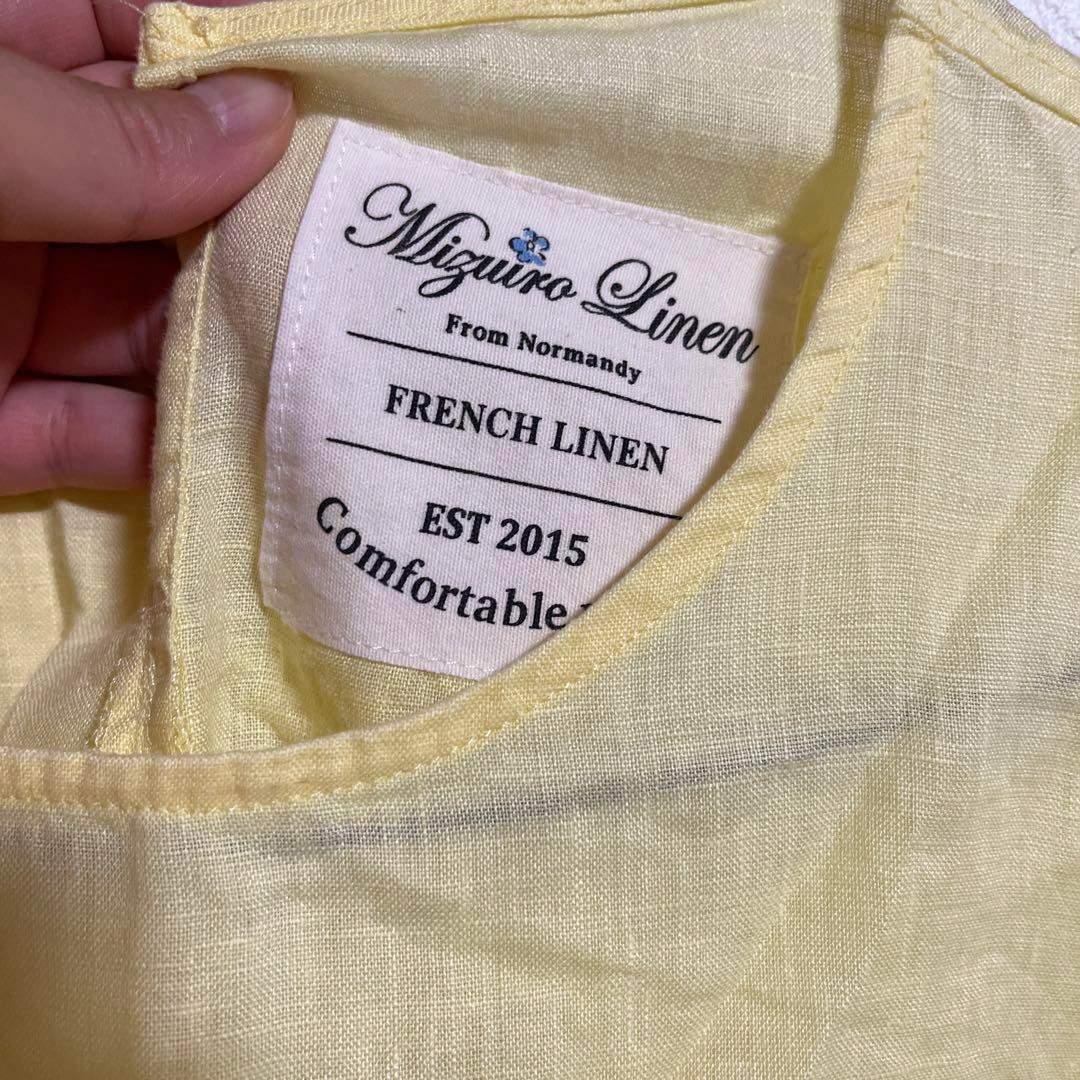 Mizuiro Linen
From Normandy
FRENCH LINEN
EST 2015
Comfortable